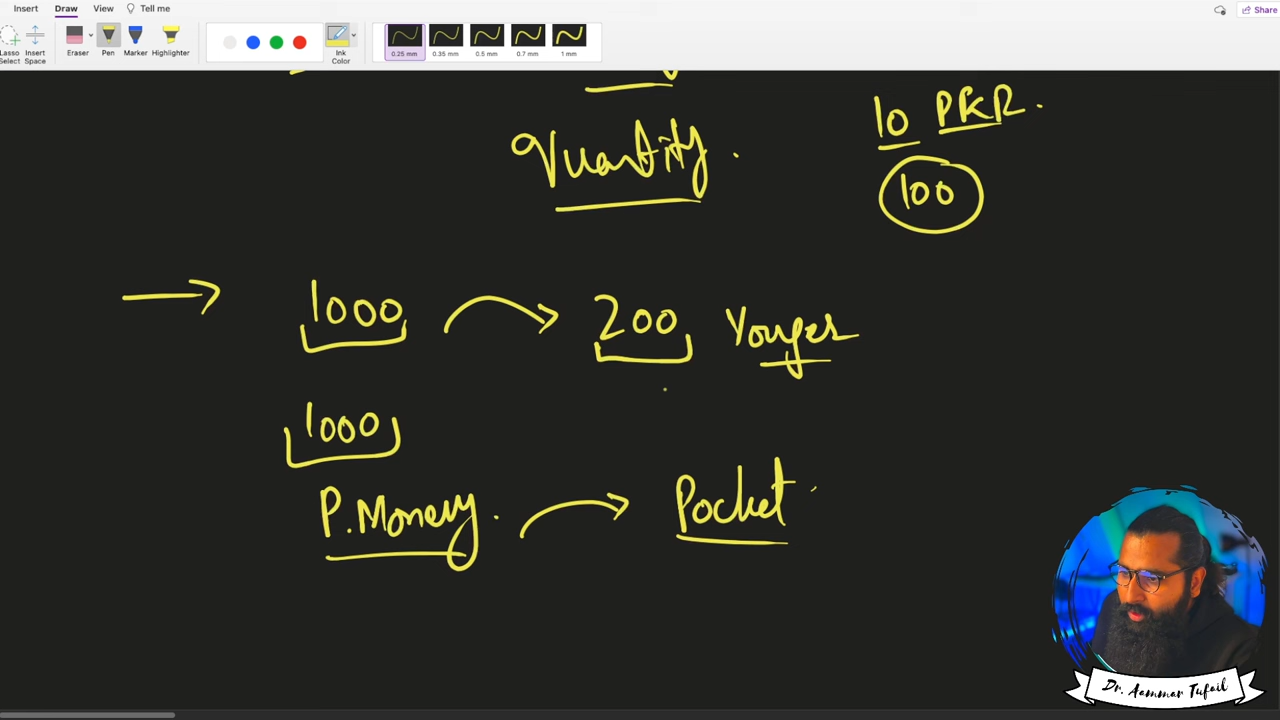 Insert Draw View Tell me
Share
Lasso Select
Insert Space
Eraser
Pen
Marker
Highlighter
Ink Color
0.25 mm
0.35 mm
0.5 mm
0.7 mm
1 mm
10 PKR.
Quantity.
100
1000 200 Younges
1000
P.Money. Pocket
Dr. Aammar Tufail